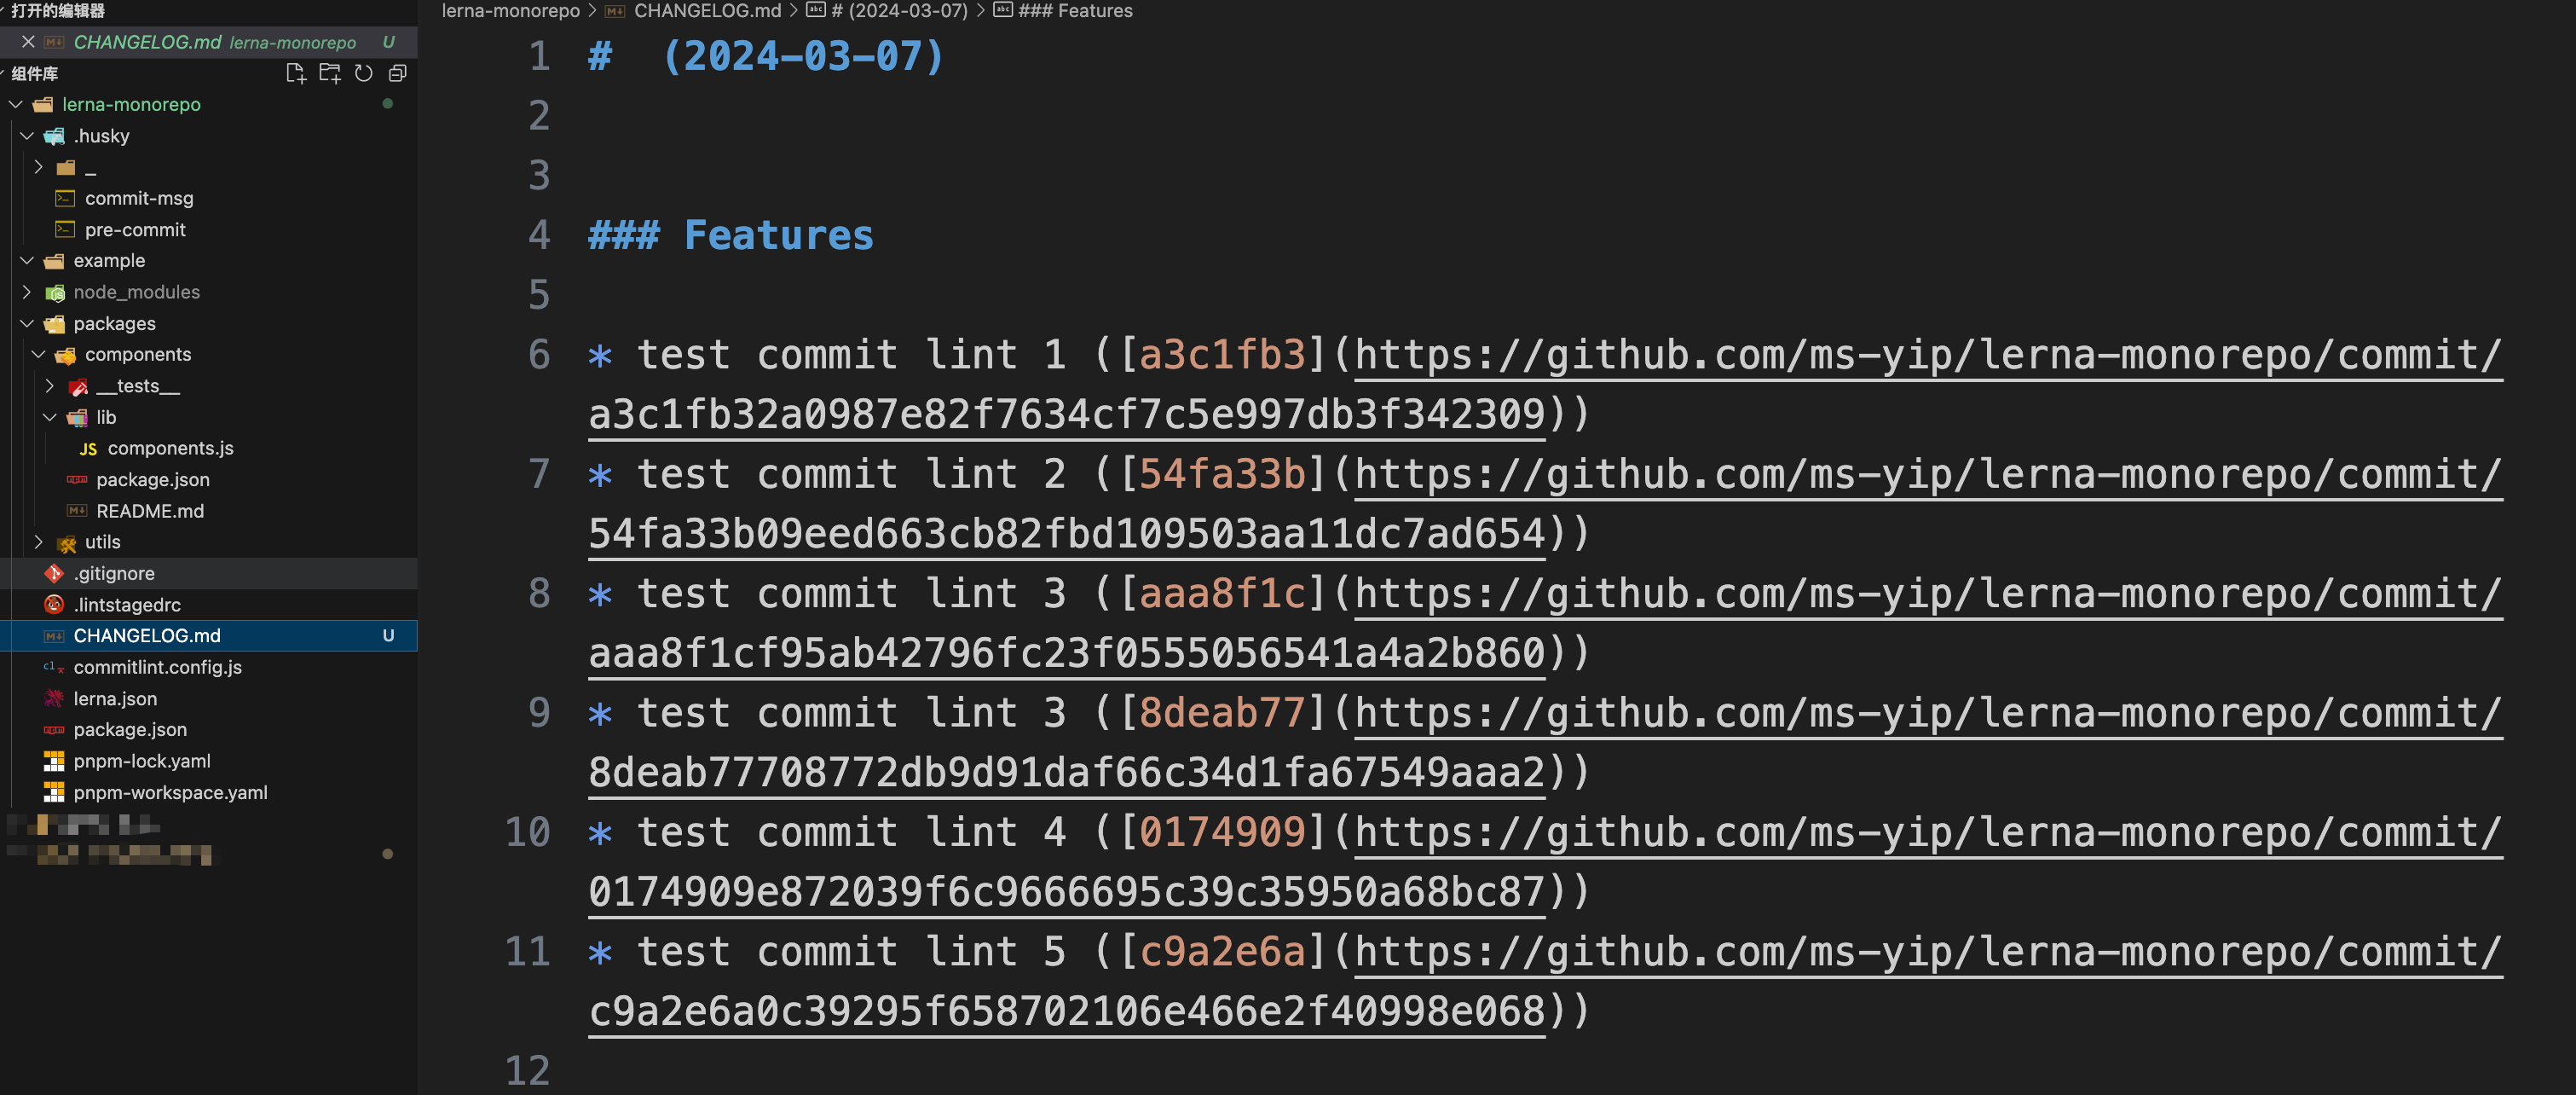 打开的编辑器
CHANGELOG.md lerna-monorepo U
组件库
lerna-monorepo
.husky
_
commit-msg
pre-commit
example
node_modules
packages
components
__tests__
lib
JS components.js
package.json
README.md
utils
.gitignore
.lintstagedrc
CHANGELOG.md U
commitlint.config.js
lerna.json
package.json
pnpm-lock.yaml
pnpm-workspace.yaml
lerna-monorepo > CHANGELOG.md > # (2024-03-07) > ### Features
1 #  (2024-03-07)
2
3
4 ### Features
5
6 * test commit lint 1 ([a3c1fb3](https://github.com/ms-yip/lerna-monorepo/commit/
a3c1fb32a0987e82f7634cf7c5e997db3f342309))
7 * test commit lint 2 ([54fa33b](https://github.com/ms-yip/lerna-monorepo/commit/
54fa33b09eed663cb82fbd109503aa11dc7ad654))
8 * test commit lint 3 ([aaa8f1c](https://github.com/ms-yip/lerna-monorepo/commit/
aaa8f1cf95ab42796fc23f0555056541a4a2b860))
9 * test commit lint 3 ([8deab77](https://github.com/ms-yip/lerna-monorepo/commit/
8deab77708772db9d91daf66c34d1fa67549aaa2))
10 * test commit lint 4 ([0174909](https://github.com/ms-yip/lerna-monorepo/commit/
0174909e872039f6c9666695c39c35950a68bc87))
11 * test commit lint 5 ([c9a2e6a](https://github.com/ms-yip/lerna-monorepo/commit/
c9a2e6a0c39295f658702106e466e2f40998e068))
12